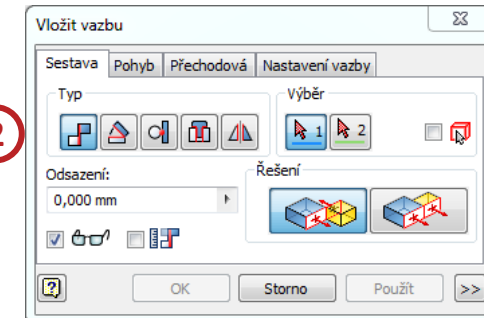 Vložit vazbu
Sestava Pohyb Přechodová Nastavení vazby
Typ
Výběr
1 2
2
Odsazení:
Řešení
0,000 mm
OK Storno Použít >>